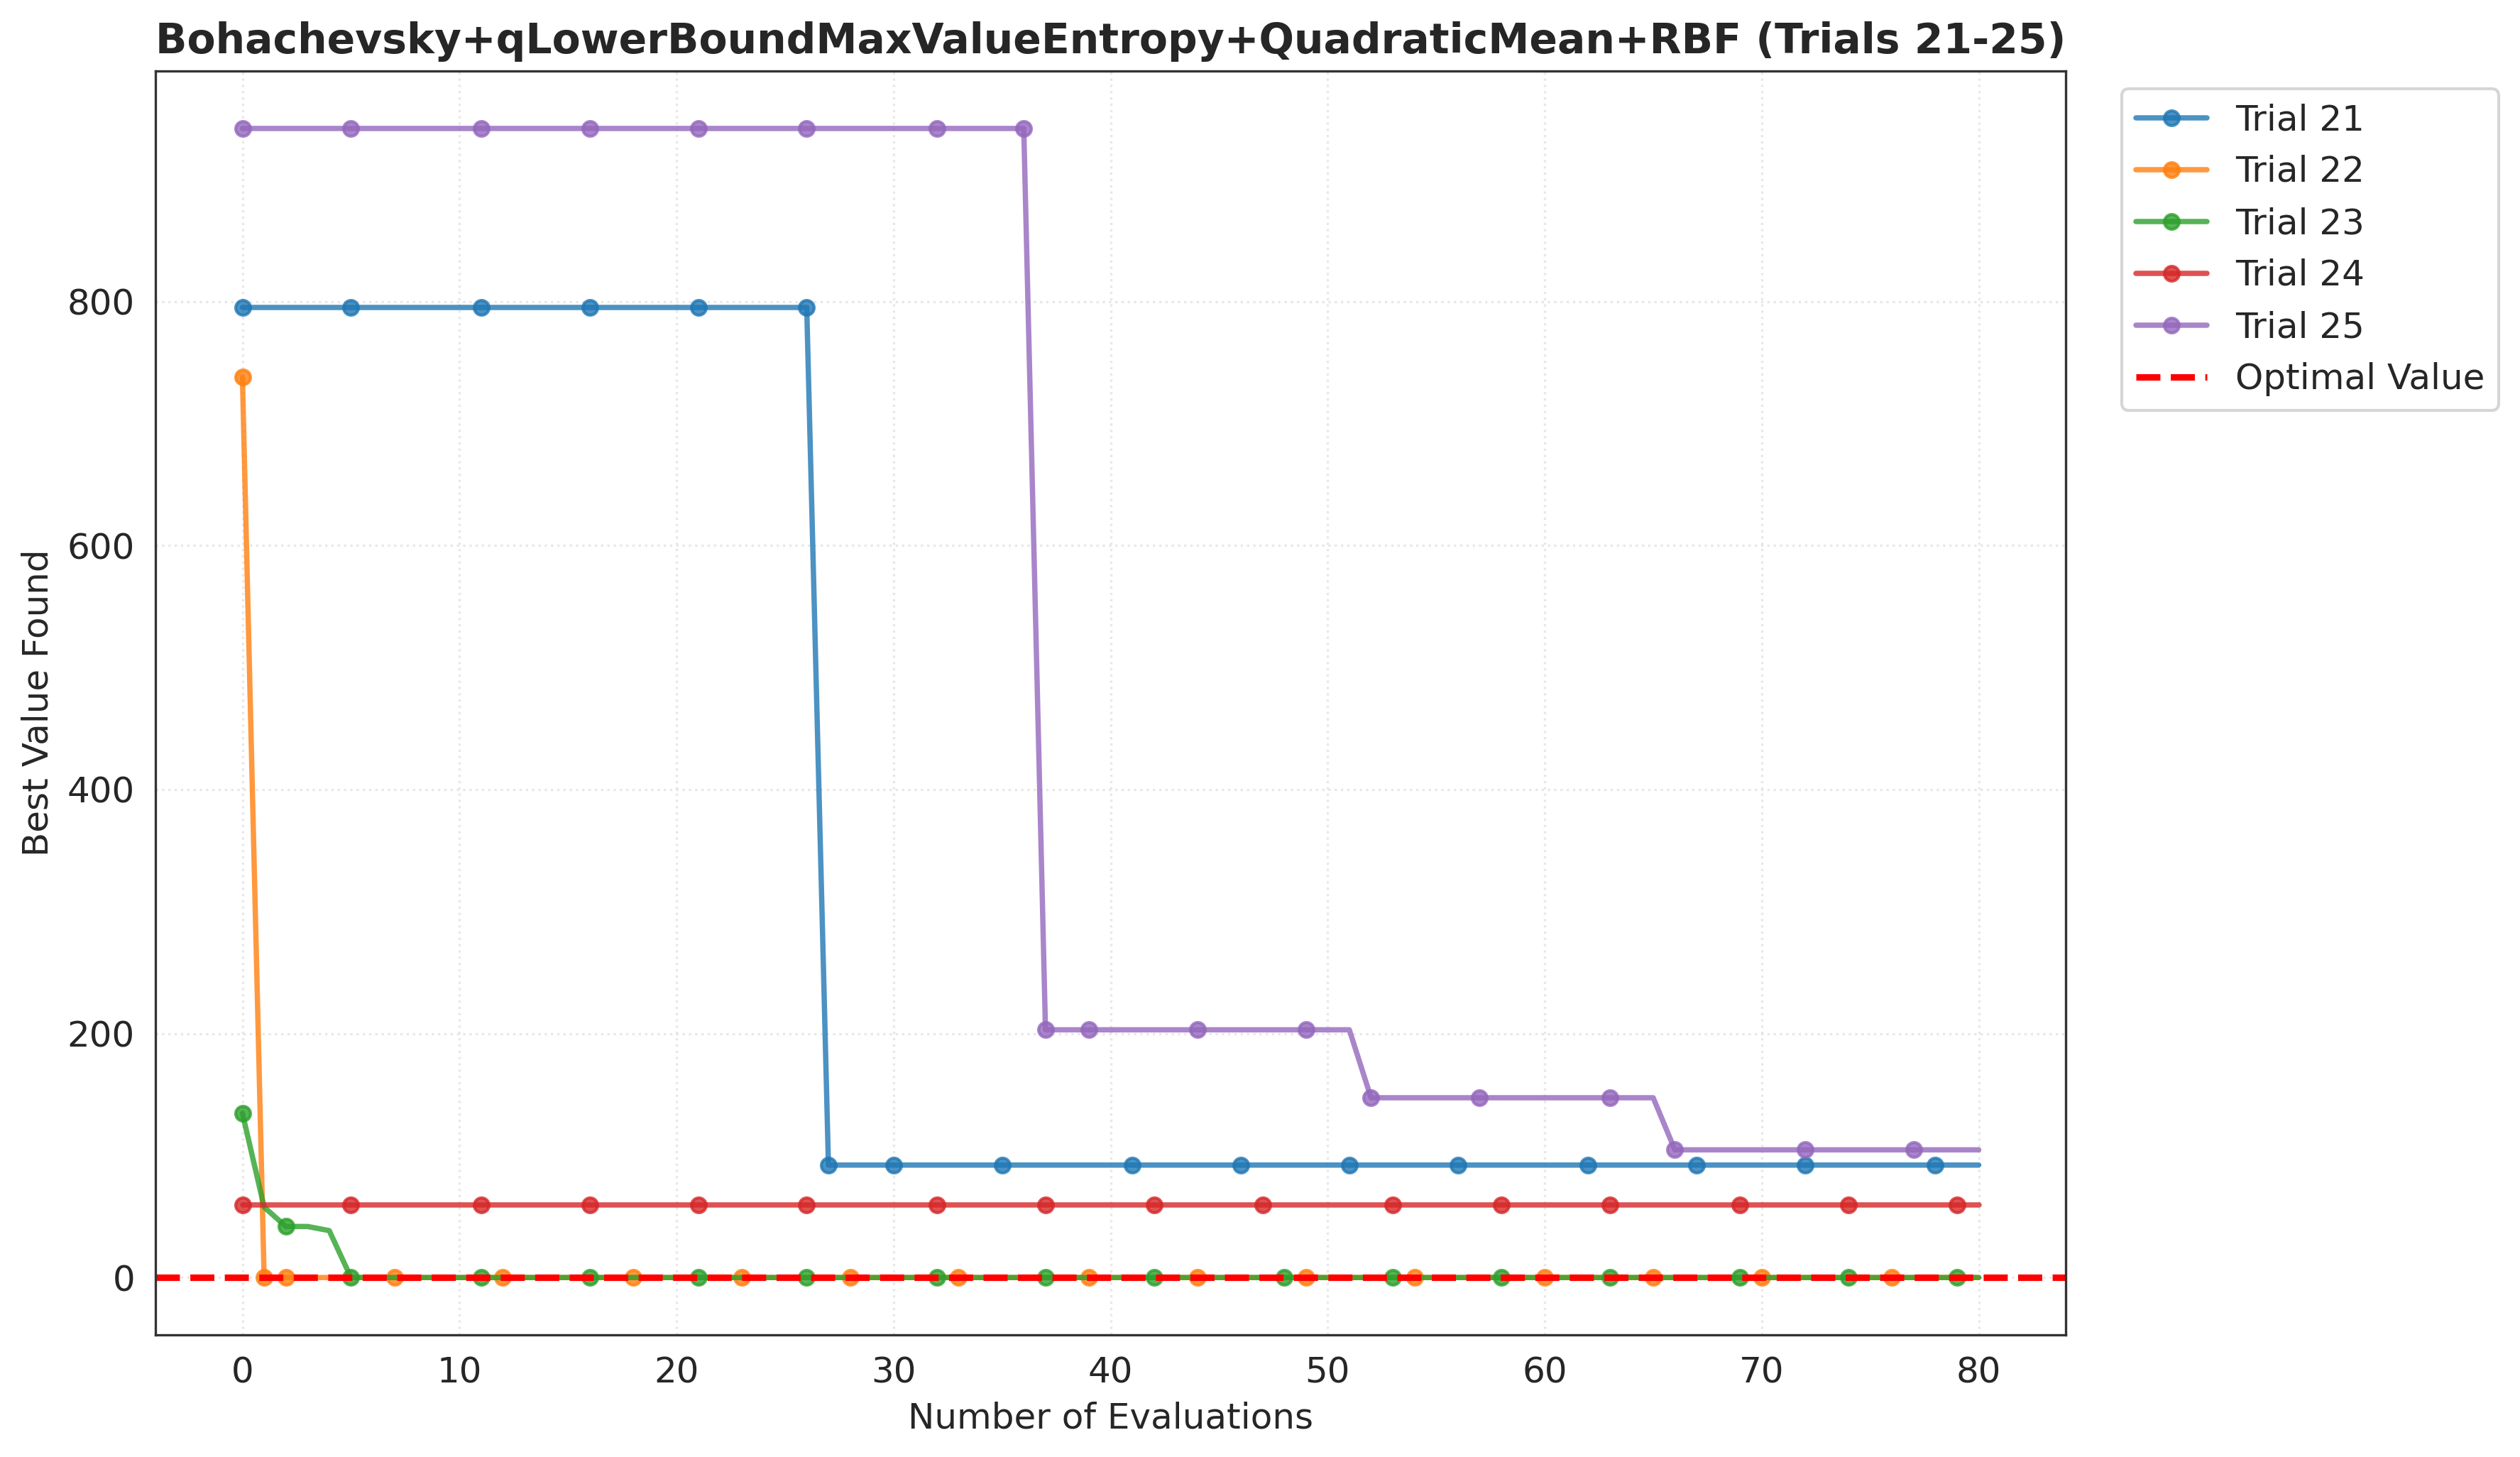 Bohachevsky+qLowerBoundMaxValueEntropy+QuadraticMean+RBF (Trials 21-25)
Trial 21
Trial 22
Trial 23
Trial 24
Trial 25
Optimal Value
Best Value Found
800
600
400
200
0
0 10 20 30 40 50 60 70 80
Number of Evaluations